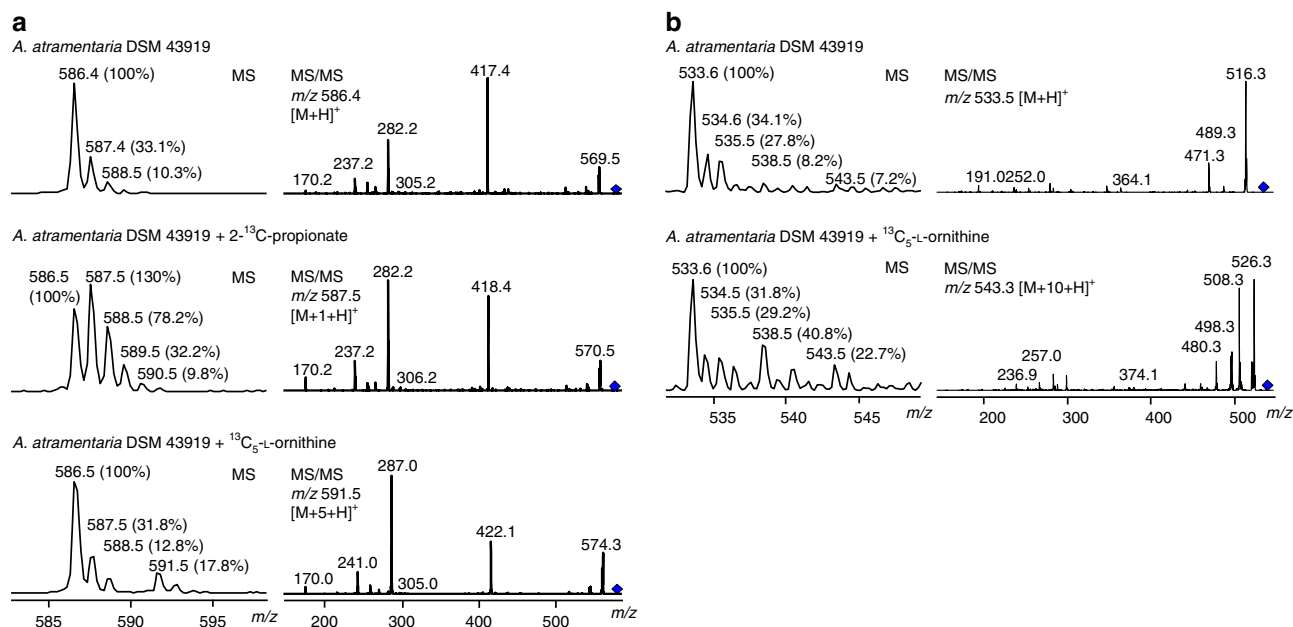 a
A. atramentaria DSM 43919
586.4 (100%)
MS
587.4 (33.1%)
588.5 (10.3%)
MS/MS
m/z 586.4
[M+H]⁺
417.4
282.2
237.2
170.2
305.2
569.5
A. atramentaria DSM 43919 + 2-¹³C-propionate
586.5
(100%)
587.5 (130%)
MS
588.5 (78.2%)
589.5 (32.2%)
590.5 (9.8%)
MS/MS
m/z 587.5
[M+1+H]⁺
282.2
418.4
237.2
170.2
306.2
570.5
A. atramentaria DSM 43919 + ¹³C₅-L-ornithine
586.5 (100%)
MS
587.5 (31.8%)
588.5 (12.8%)
591.5 (17.8%)
MS/MS
m/z 591.5
[M+5+H]⁺
287.0
422.1
241.0
170.0
305.0
574.3
585 590 595 m/z
200 300 400 500 m/z
b
A. atramentaria DSM 43919
533.6 (100%)
MS
534.6 (34.1%)
535.5 (27.8%)
538.5 (8.2%)
543.5 (7.2%)
MS/MS
m/z 533.5 [M+H]⁺
516.3
489.3
471.3
191.0
252.0
364.1
A. atramentaria DSM 43919 + ¹³C₅-L-ornithine
533.6 (100%)
MS
534.5 (31.8%)
535.5 (29.2%)
538.5 (40.8%)
543.5 (22.7%)
MS/MS
m/z 543.3 [M+10+H]⁺
526.3
508.3
498.3
480.3
257.0
236.9
374.1
535 540 545 m/z
200 300 400 500 m/z